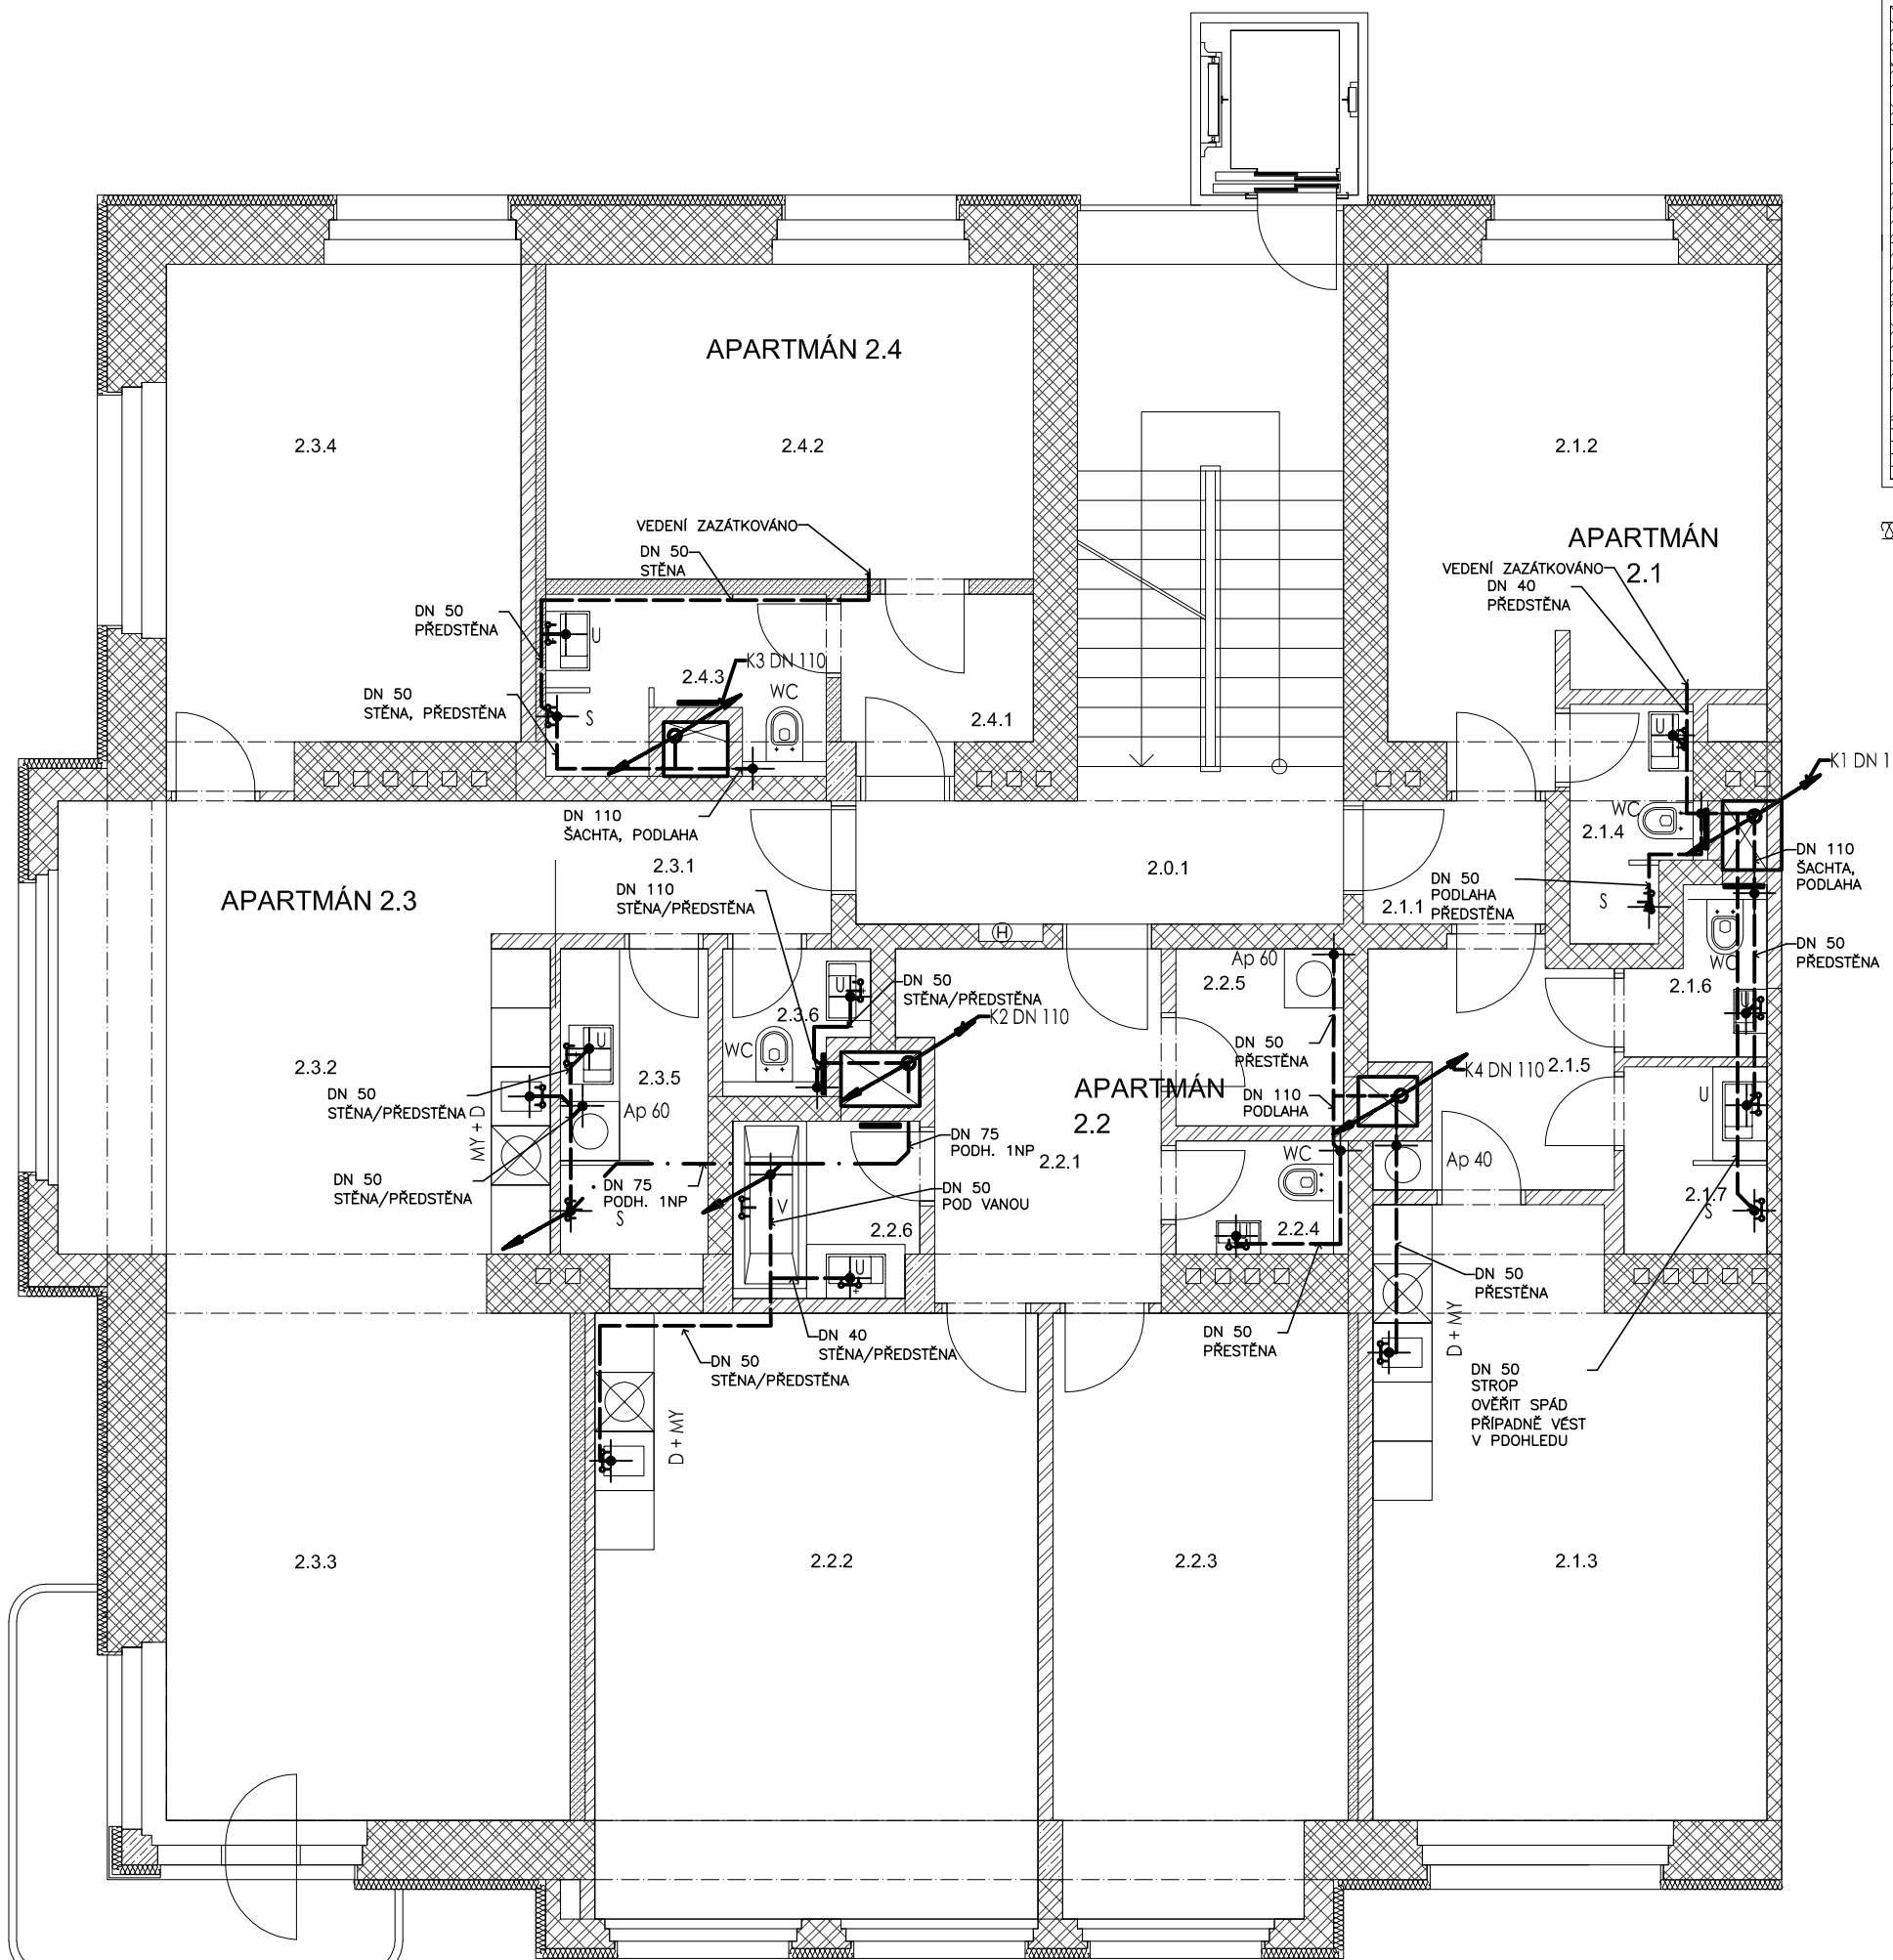 APARTMÁN 2.4
2.3.4
2.4.2
2.1.2
VEDENÍ ZAZÁTKOVÁNO
DN 50
STĚNA
APARTMÁN
2.1
VEDENÍ ZAZÁTKOVÁNO
DN 40
PŘEDSTĚNA
DN 50
PŘEDSTĚNA
U
2.4.3
K3 DN 110
WC
DN 50
STĚNA, PŘEDSTĚNA
S
2.4.1
U
K1 DN 1
DN 110
ŠACHTA, PODLAHA
WC
2.1.4
2.3.1
2.0.1
DN 110
ŠACHTA,
PODLAHA
APARTMÁN 2.3
DN 110
STĚNA/PŘEDSTĚNA
DN 50
PODLAHA
PŘEDSTĚNA
S
2.1.1
H
DN 50
PŘEDSTĚNA
Ap 60
2.2.5
WC
2.1.6
U
DN 50
STĚNA/PŘEDSTĚNA
2.3.6
K2 DN 110
WC
U
2.3.2
2.3.5
DN 50
PŘESTĚNA
K4 DN 110
2.1.5
DN 50
STĚNA/PŘEDSTĚNA
MY + D
Ap 60
APARTMÁN
2.2
DN 110
PODLAHA
U
DN 75
PODH. 1NP
2.2.1
WC
Ap 40
DN 50
STĚNA/PŘEDSTĚNA
DN 75
PODH. 1NP
S
V
DN 50
POD VANOU
2.2.6
U
2.2.4
U
2.1.7
S
DN 50
PŘESTĚNA
DN 40
STĚNA/PŘEDSTĚNA
DN 50
STĚNA/PŘEDSTĚNA
DN 50
PŘESTĚNA
D + MY
DN 50
STROP
OVĚŘIT SPÁD
PŘÍPADNĚ VÉST
V PDOHLEDU
D + MY
2.3.3
2.2.2
2.2.3
2.1.3